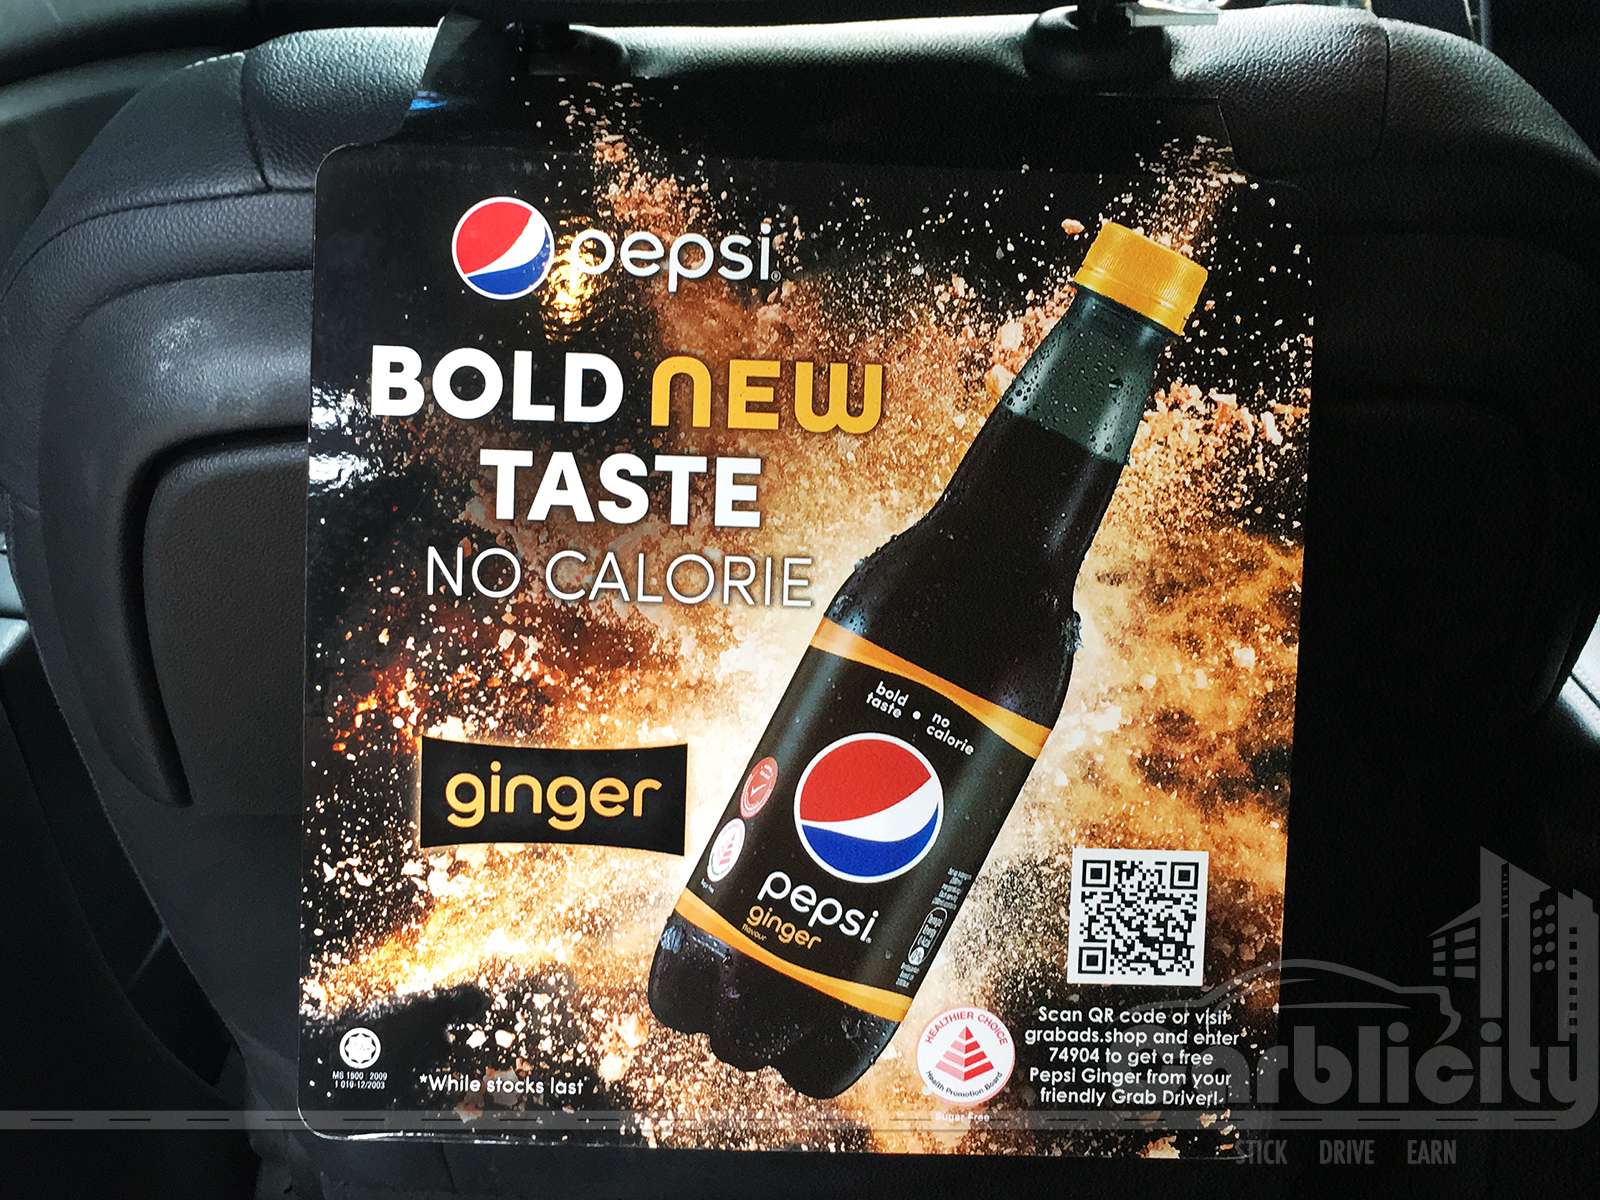 pepsi
BOLD NEW
TASTE
NO CALORIE
ginger
bold taste • no calorie
pepsi
ginger
flavour
MS 1500 : 2009
1 019-12/2003
*While stocks last
HEALTHIER CHOICE
Health Promotion Board
Sugar Free
Scan QR code or visit
grabads.shop and enter
74904 to get a free
Pepsi Ginger from your
friendly Grab Driver!
arblicity
STICK DRIVE EARN